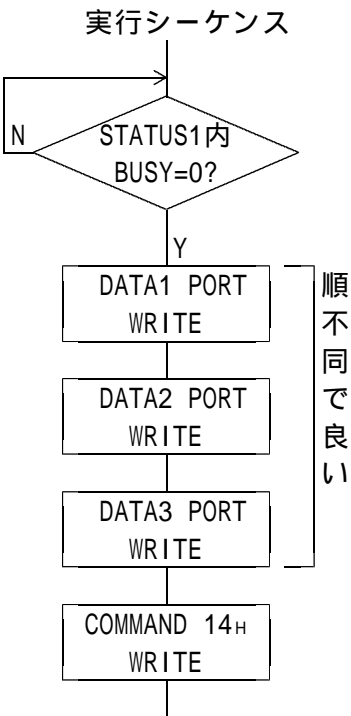 実行シーケンス
N
STATUS1内
BUSY=0?
Y
DATA1 PORT
WRITE
DATA2 PORT
WRITE
DATA3 PORT
WRITE
順不同で良い
COMMAND 14H
WRITE